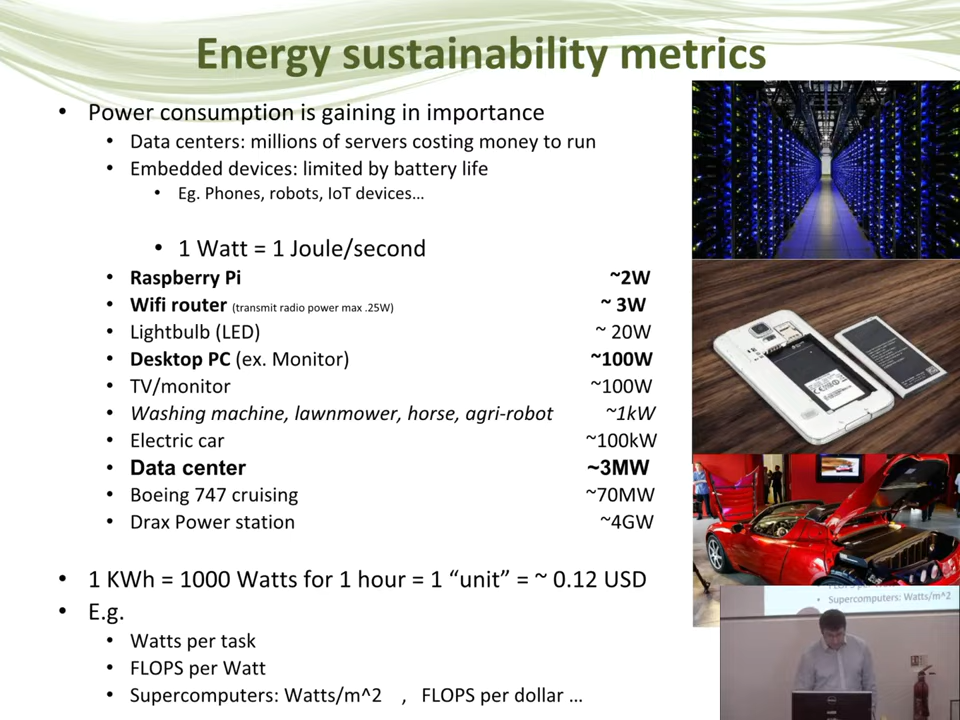 Energy sustainability metrics
• Power consumption is gaining in importance
• Data centers: millions of servers costing money to run
• Embedded devices: limited by battery life
• Eg. Phones, robots, IoT devices…
• 1 Watt = 1 Joule/second
• Raspberry Pi ~2W
• Wifi router (transmit radio power max .25W) ~ 3W
• Lightbulb (LED) ~ 20W
• Desktop PC (ex. Monitor) ~100W
• TV/monitor ~100W
• Washing machine, lawnmower, horse, agri-robot ~1kW
• Electric car ~100kW
• Data center ~3MW
• Boeing 747 cruising ~70MW
• Drax Power station ~4GW
• 1 KWh = 1000 Watts for 1 hour = 1 “unit” = ~ 0.12 USD
• E.g.
• Watts per task
• FLOPS per Watt
• Supercomputers: Watts/m^2 , FLOPS per dollar …
• Supercomputers: Watts/m^2